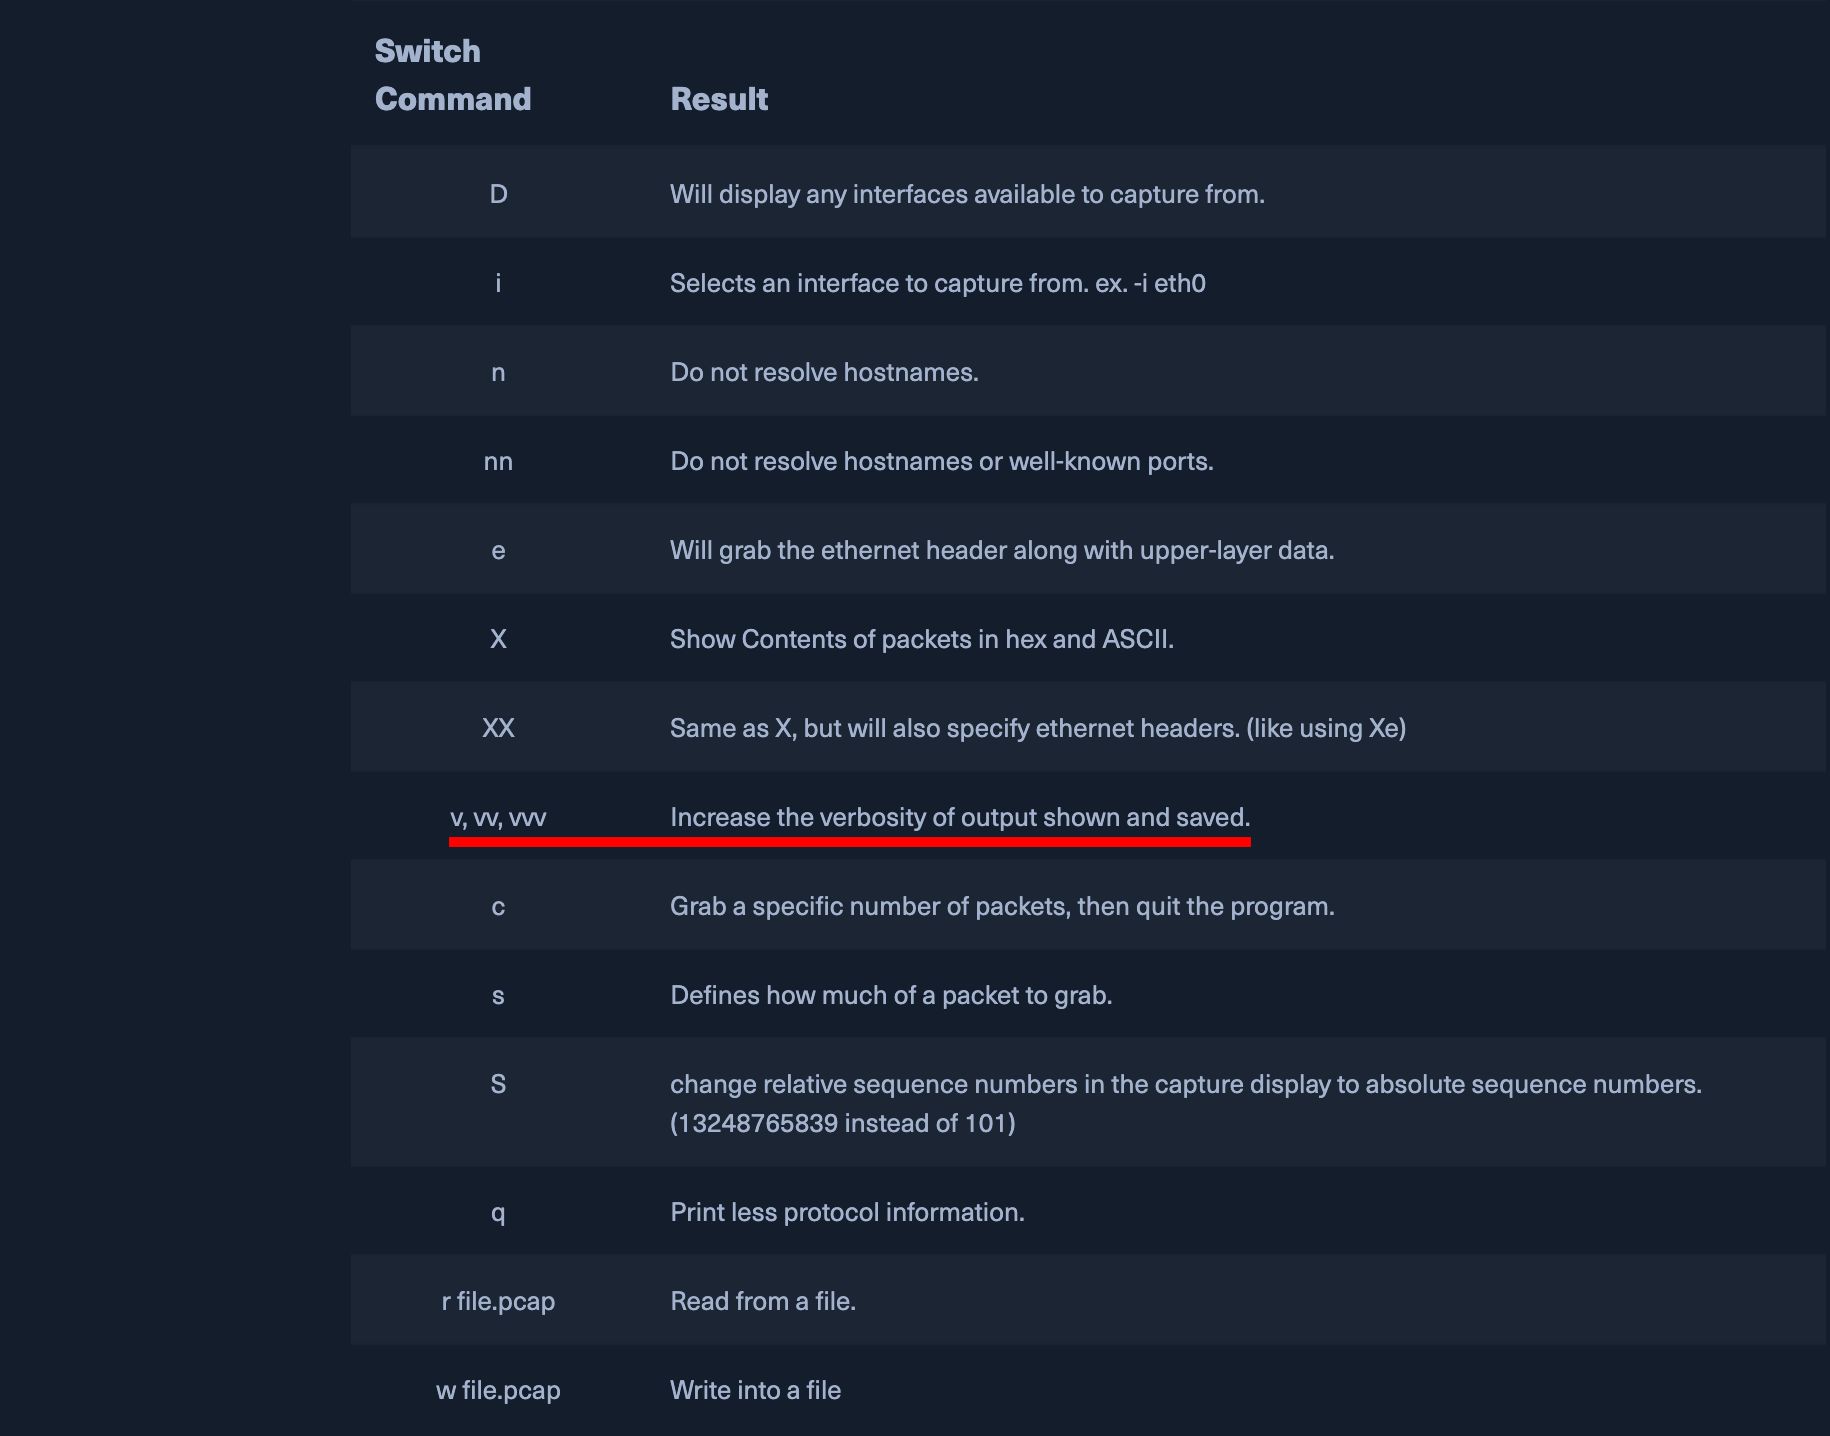 Switch
Command Result
D Will display any interfaces available to capture from.
i Selects an interface to capture from. ex. -i eth0
n Do not resolve hostnames.
nn Do not resolve hostnames or well-known ports.
e Will grab the ethernet header along with upper-layer data.
X Show Contents of packets in hex and ASCII.
XX Same as X, but will also specify ethernet headers. (like using Xe)
v, vv, vvv Increase the verbosity of output shown and saved.
c Grab a specific number of packets, then quit the program.
s Defines how much of a packet to grab.
S change relative sequence numbers in the capture display to absolute sequence numbers.
(13248765839 instead of 101)
q Print less protocol information.
r file.pcap Read from a file.
w file.pcap Write into a file